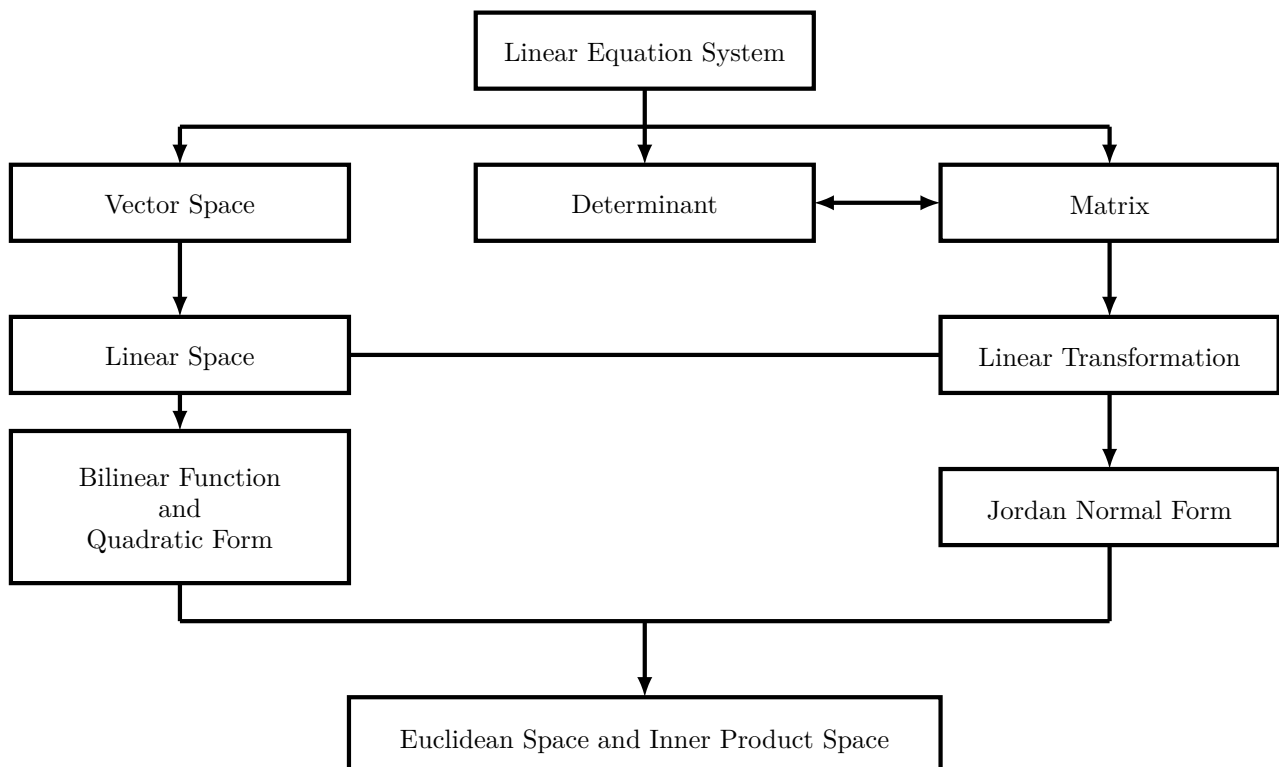 Linear Equation System
Vector Space
Determinant
Matrix
Linear Space
Linear Transformation
Bilinear Function
and
Quadratic Form
Jordan Normal Form
Euclidean Space and Inner Product Space